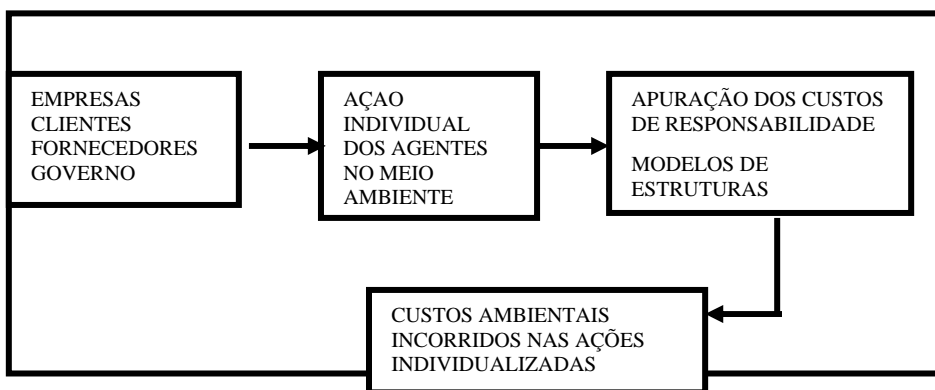 EMPRESAS
CLIENTES
FORNECEDORES
GOVERNO
AÇAO
INDIVIDUAL
DOS AGENTES
NO MEIO
AMBIENTE
APURAÇÃO DOS CUSTOS
DE RESPONSABILIDADE
MODELOS DE
ESTRUTURAS
CUSTOS AMBIENTAIS
INCORRIDOS NAS AÇÕES
INDIVIDUALIZADAS